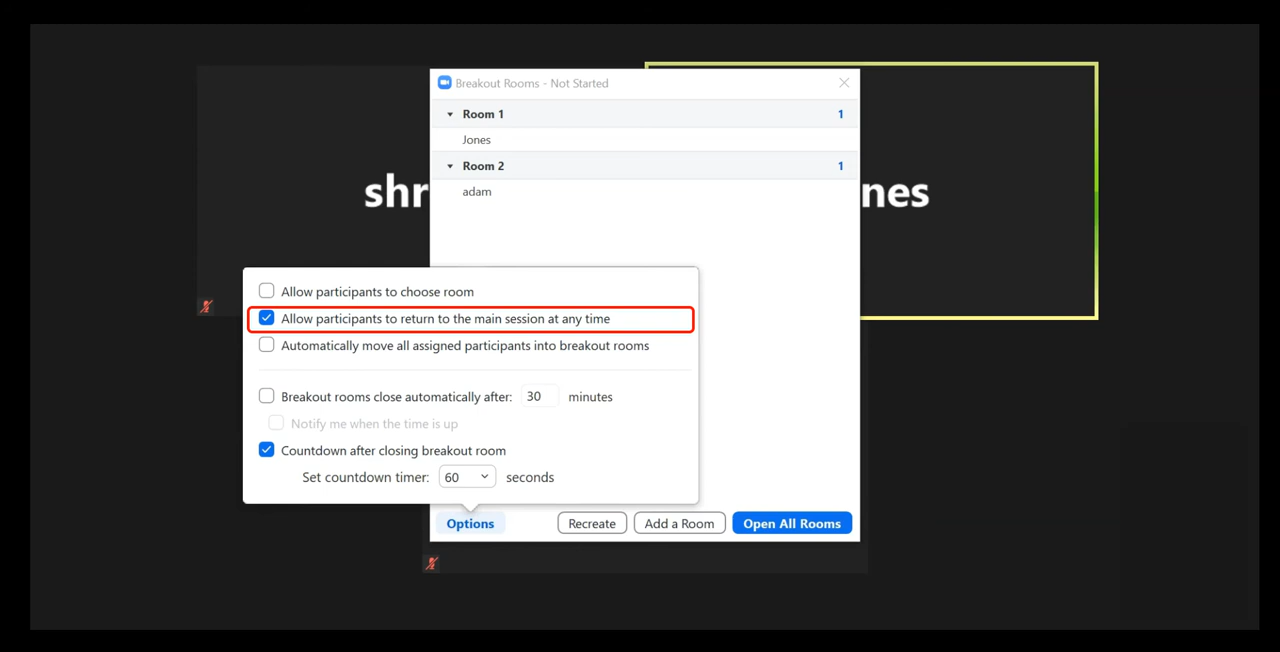 Breakout Rooms - Not Started
Room 1 1
Jones
Room 2 1
adam
shr
nes
Allow participants to choose room
Allow participants to return to the main session at any time
Automatically move all assigned participants into breakout rooms
Breakout rooms close automatically after: 30 minutes
Notify me when the time is up
Countdown after closing breakout room
Set countdown timer: 60 seconds
Options Recreate Add a Room Open All Rooms